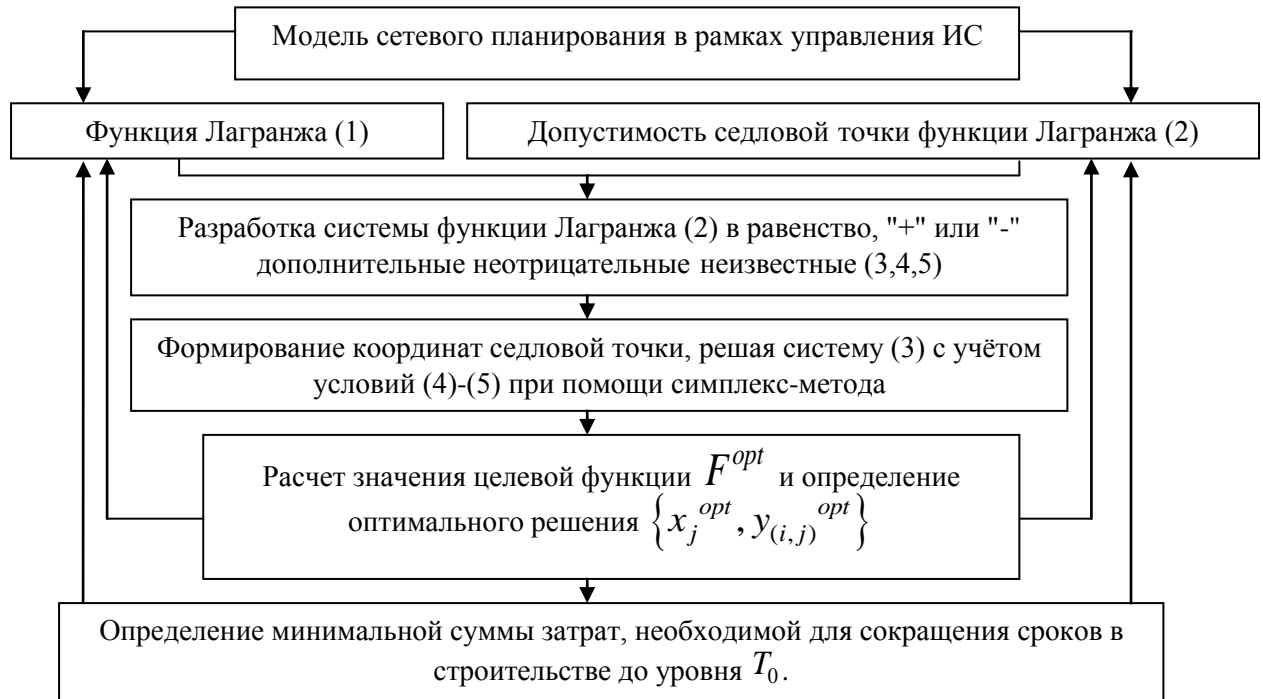 Модель сетевого планирования в рамках управления ИС
Функция Лагранжа (1)
Допустимость седловой точки функции Лагранжа (2)
Разработка системы функции Лагранжа (2) в равенство, "+" или "-"
дополнительные неотрицательные неизвестные (3,4,5)
Формирование координат седловой точки, решая систему (3) с учётом
условий (4)-(5) при помощи симплекс-метода
Расчет значения целевой функции F^{opt} и определение
оптимального решения {x_j^{opt}, y_{(i,j)}^{opt}}
Определение минимальной суммы затрат, необходимой для сокращения сроков в
строительстве до уровня T_0.